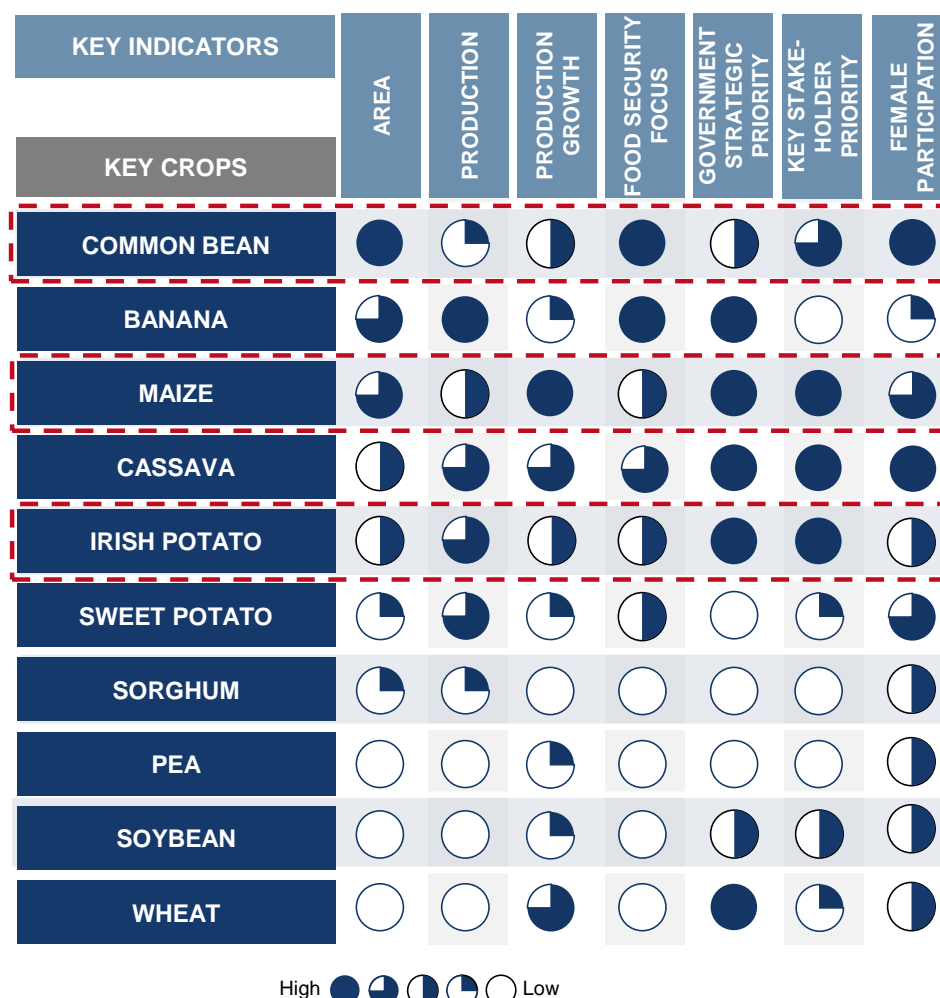 KEY INDICATORS
KEY CROPS
AREA
PRODUCTION
PRODUCTION
GROWTH
FOOD SECURITY
FOCUS
GOVERNMENT
STRATEGIC
PRIORITY
KEY STAKE-
HOLDER
PRIORITY
FEMALE
PARTICIPATION
COMMON BEAN
BANANA
MAIZE
CASSAVA
IRISH POTATO
SWEET POTATO
SORGHUM
PEA
SOYBEAN
WHEAT
High Low